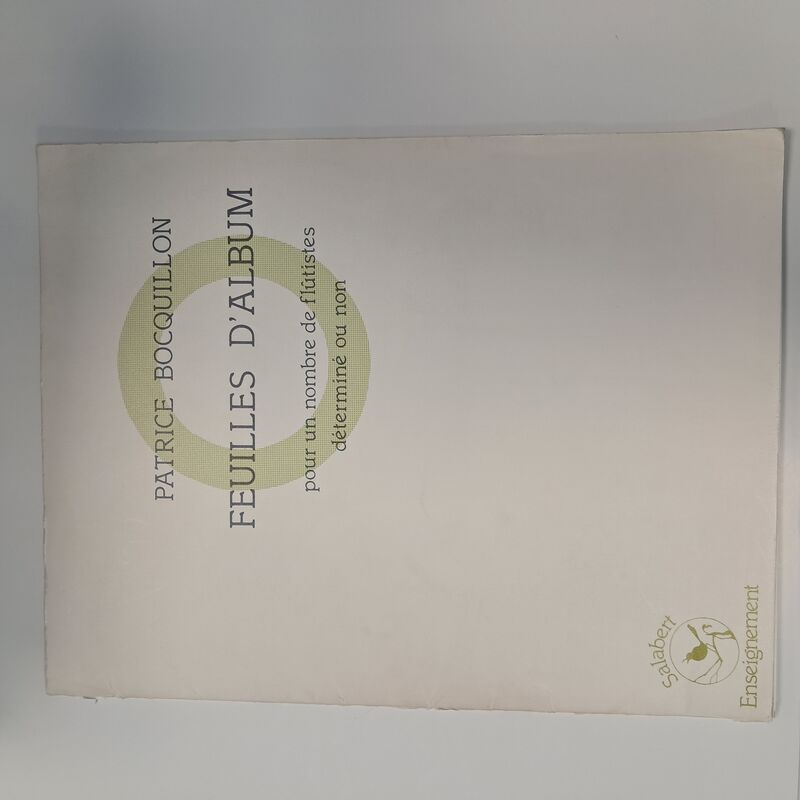 PATRICE BOCQUILLON
FEUILLES D'ALBUM
pour un nombre de flûtistes
déterminé ou non
Salabert
Enseignement